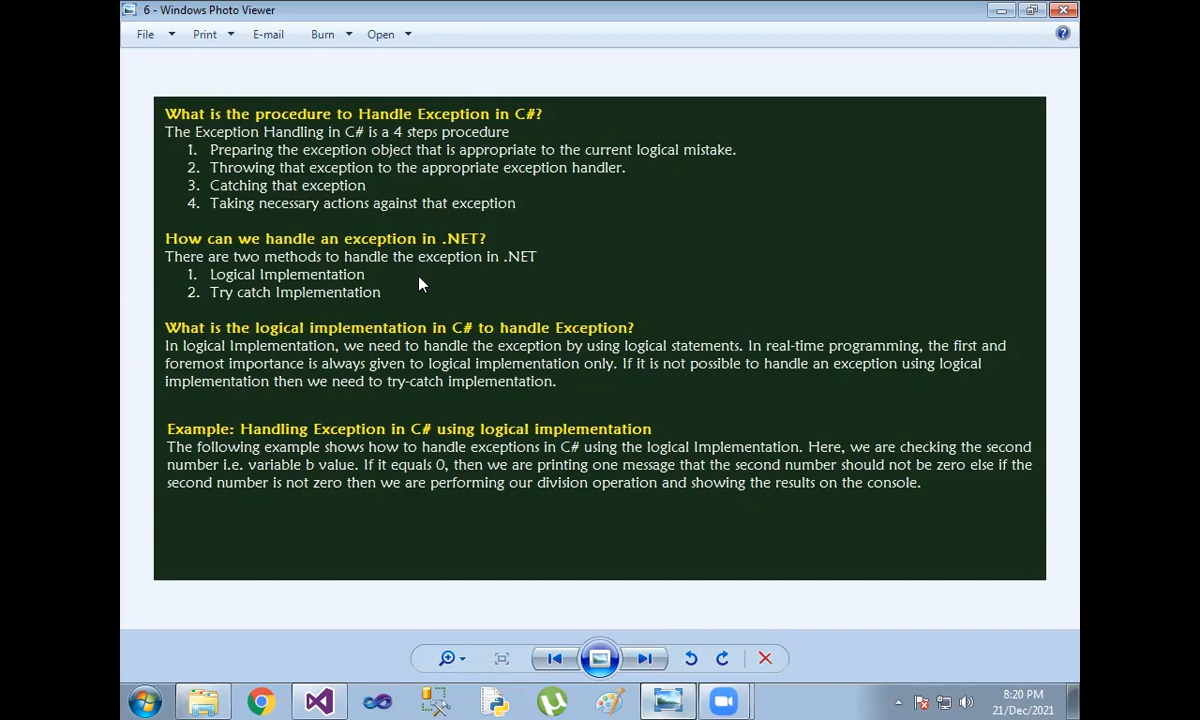 6 - Windows Photo Viewer
File Print E-mail Burn Open
What is the procedure to Handle Exception in C#?
The Exception Handling in C# is a 4 steps procedure
1. Preparing the exception object that is appropriate to the current logical mistake.
2. Throwing that exception to the appropriate exception handler.
3. Catching that exception
4. Taking necessary actions against that exception
How can we handle an exception in .NET?
There are two methods to handle the exception in .NET
1. Logical Implementation
2. Try catch Implementation
What is the logical implementation in C# to handle Exception?
In logical Implementation, we need to handle the exception by using logical statements. In real-time programming, the first and
foremost importance is always given to logical implementation only. If it is not possible to handle an exception using logical
implementation then we need to try-catch implementation.
Example: Handling Exception in C# using logical implementation
The following example shows how to handle exceptions in C# using the logical Implementation. Here, we are checking the second
number i.e. variable b value. If it equals 0, then we are printing one message that the second number should not be zero else if the
second number is not zero then we are performing our division operation and showing the results on the console.
8:20 PM
21/Dec/2021